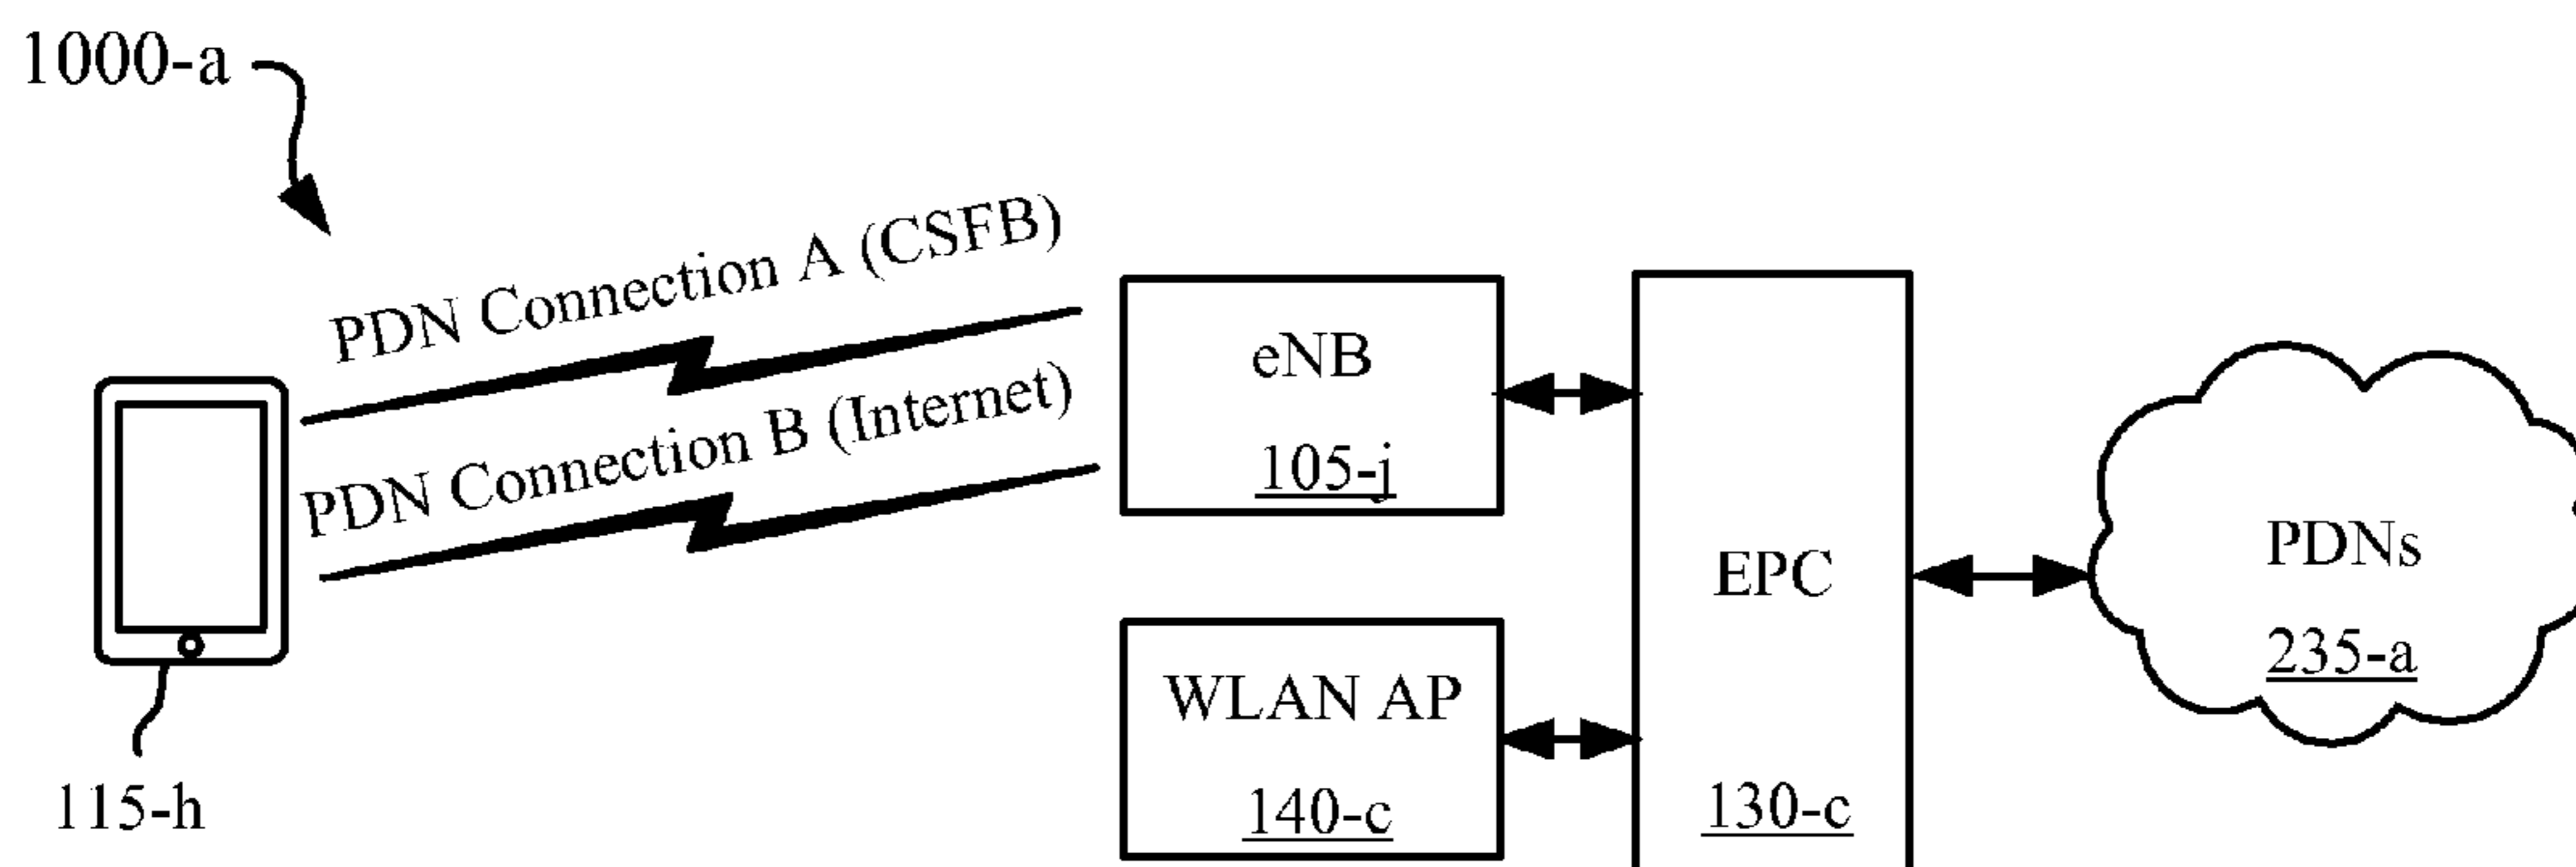 1000-a
PDN Connection A (CSFB)
PDN Connection B (Internet)
115-h
eNB
105-j
WLAN AP
140-c
EPC
130-c
PDNs
235-a